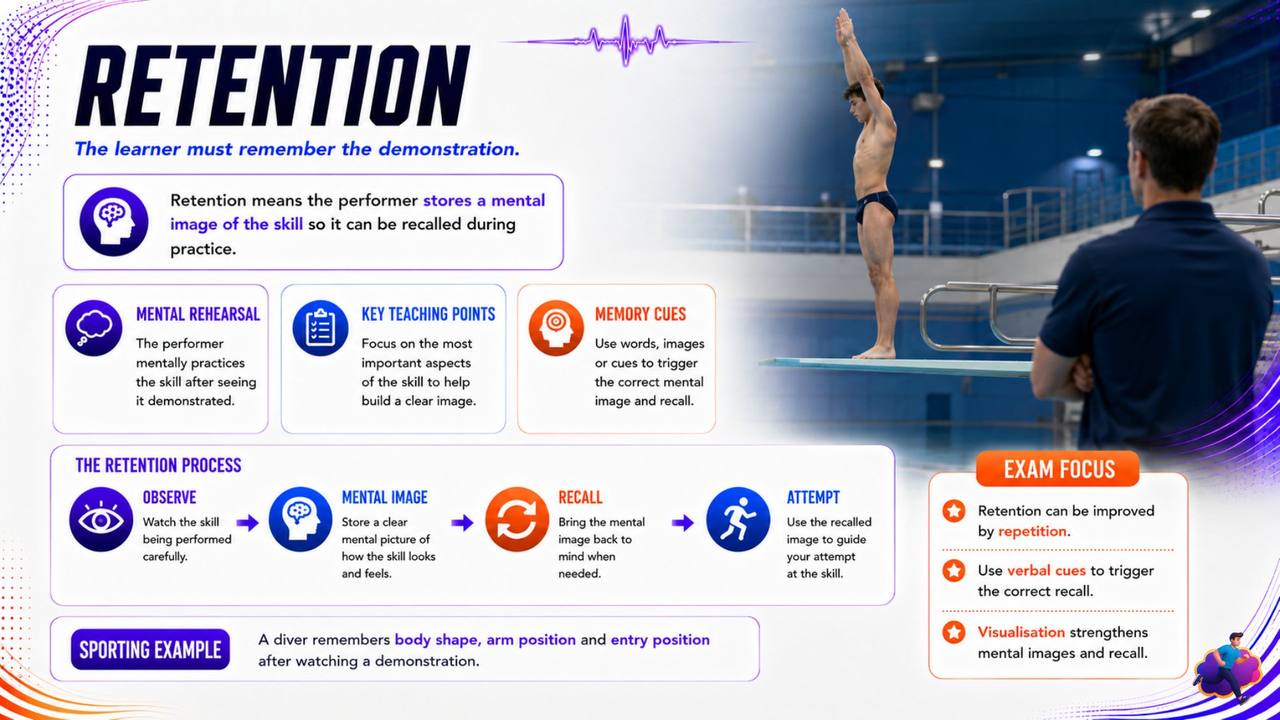 RETENTION
The learner must remember the demonstration.
Retention means the performer stores a mental
image of the skill so it can be recalled during
practice.
MENTAL REHEARSAL
The performer
mentally practices
the skill after seeing
it demonstrated.
KEY TEACHING POINTS
Focus on the most
important aspects
of the skill to help
build a clear image.
MEMORY CUES
Use words, images
or cues to trigger
the correct mental
image and recall.
THE RETENTION PROCESS
OBSERVE
Watch the skill
being performed
carefully.
MENTAL IMAGE
Store a clear
mental picture of
how the skill looks
and feels.
RECALL
Bring the mental
image back to
mind when
needed.
ATTEMPT
Use the recalled
image to guide
your attempt
at the skill.
SPORTING EXAMPLE
A diver remembers body shape, arm position and entry position
after watching a demonstration.
EXAM FOCUS
Retention can be improved
by repetition.
Use verbal cues to trigger
the correct recall.
Visualisation strengthens
mental images and recall.